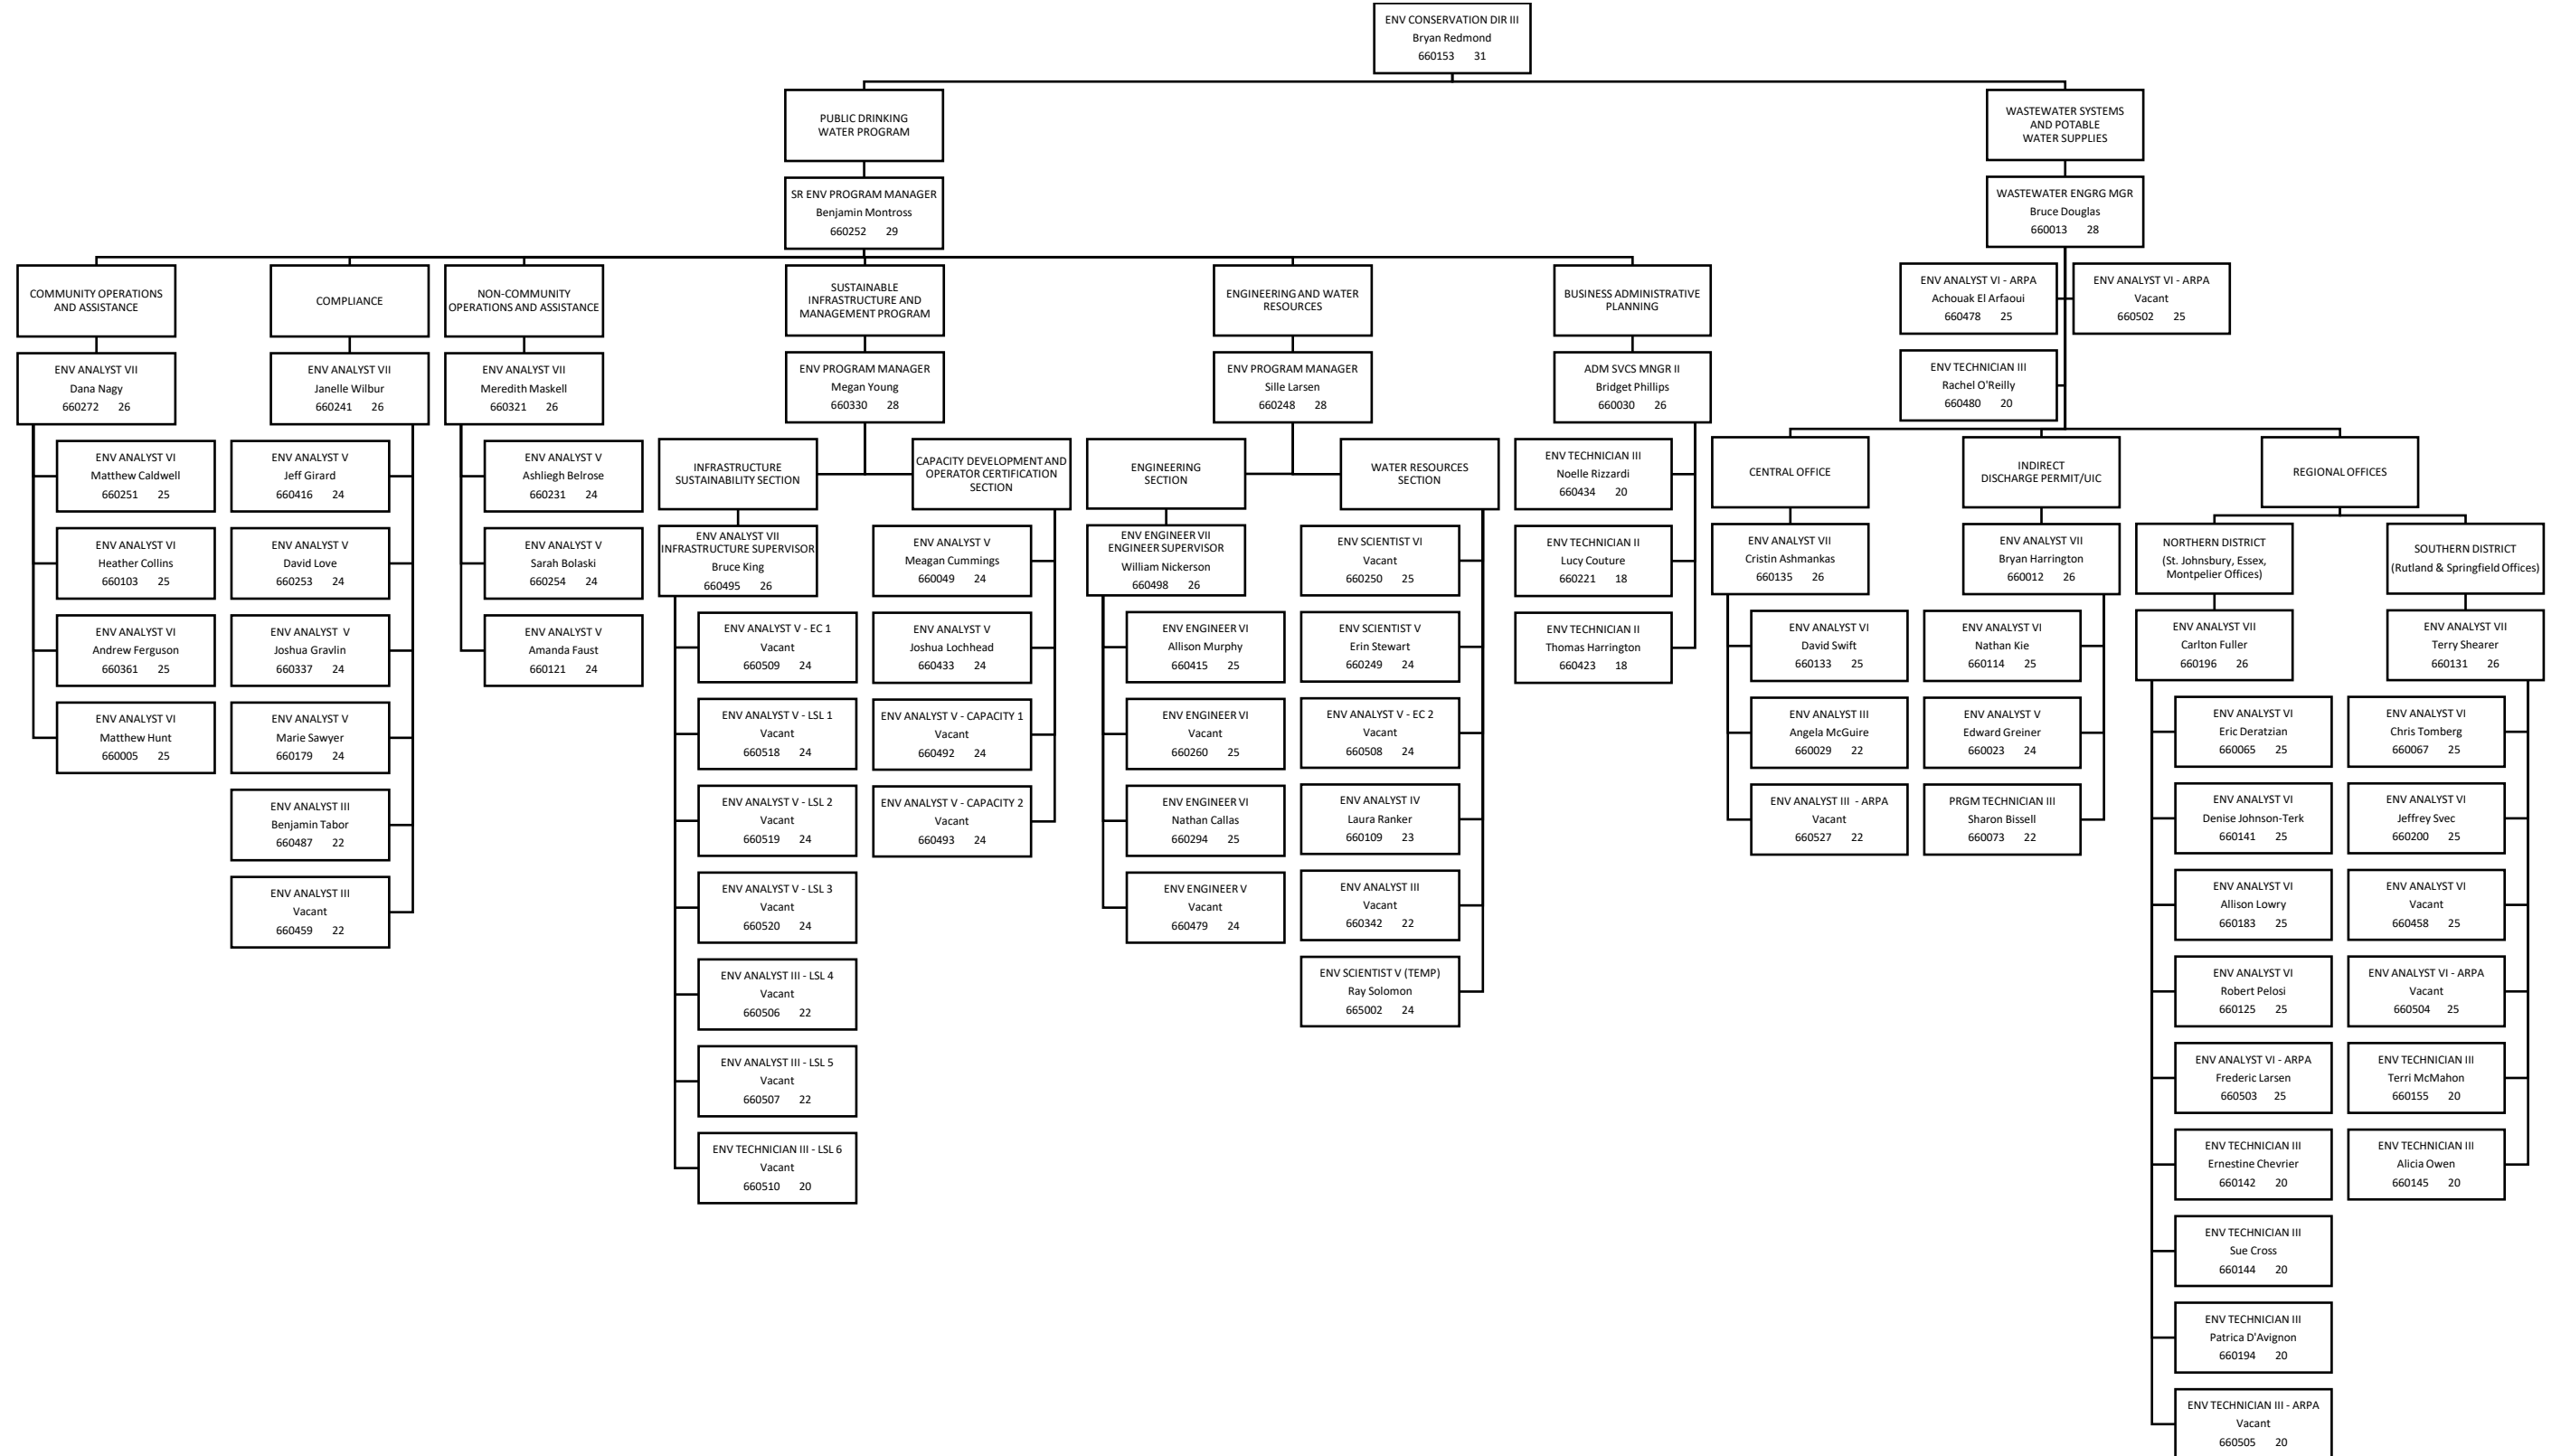 ENV CONSERVATION DIR III
Bryan Redmond
660153 31
PUBLIC DRINKING
WATER PROGRAM
SR ENV PROGRAM MANAGER
Benjamin Montross
660252 29
COMMUNITY OPERATIONS
AND ASSISTANCE
ENV ANALYST VII
Dana Nagy
660272 26
ENV ANALYST VI
Matthew Caldwell
660251 25
ENV ANALYST VI
Heather Collins
660103 25
ENV ANALYST VI
Andrew Ferguson
660361 25
ENV ANALYST VI
Matthew Hunt
660005 25
COMPLIANCE
ENV ANALYST VII
Janelle Wilbur
660241 26
ENV ANALYST V
Jeff Girard
660416 24
ENV ANALYST V
David Love
660253 24
ENV ANALYST V
Joshua Gravlin
660337 24
ENV ANALYST V
Marie Sawyer
660179 24
ENV ANALYST III
Benjamin Tabor
660487 22
ENV ANALYST III
Vacant
660459 22
NON-COMMUNITY
OPERATIONS AND ASSISTANCE
ENV ANALYST VII
Meredith Maskell
660321 26
ENV ANALYST V
Ashliegh Belrose
660231 24
ENV ANALYST V
Sarah Bolaski
660254 24
ENV ANALYST V
Amanda Faust
660121 24
SUSTAINABLE
INFRASTRUCTURE AND
MANAGEMENT PROGRAM
ENV PROGRAM MANAGER
Megan Young
660330 28
INFRASTRUCTURE
SUSTAINABILITY SECTION
ENV ANALYST VII
INFRASTRUCTURE SUPERVISOR
Bruce King
660495 26
ENV ANALYST V - EC 1
Vacant
660509 24
ENV ANALYST V - LSL 1
Vacant
660518 24
ENV ANALYST V - LSL 2
Vacant
660519 24
ENV ANALYST V - LSL 3
Vacant
660520 24
ENV ANALYST III - LSL 4
Vacant
660506 22
ENV ANALYST III - LSL 5
Vacant
660507 22
ENV TECHNICIAN III - LSL 6
Vacant
660510 20
CAPACITY DEVELOPMENT AND
OPERATOR CERTIFICATION
SECTION
ENV ANALYST V
Meagan Cummings
660049 24
ENV ANALYST V
Joshua Lochhead
660433 24
ENV ANALYST V - CAPACITY 1
Vacant
660492 24
ENV ANALYST V - CAPACITY 2
Vacant
660493 24
ENGINEERING AND WATER
RESOURCES
ENV PROGRAM MANAGER
Sille Larsen
660248 28
ENGINEERING
SECTION
ENV ENGINEER VII
ENGINEER SUPERVISOR
William Nickerson
660498 26
ENV ENGINEER VI
Allison Murphy
660415 25
ENV ENGINEER VI
Vacant
660260 25
ENV ENGINEER VI
Nathan Callas
660294 25
ENV ENGINEER V
Vacant
660479 24
WATER RESOURCES
SECTION
ENV SCIENTIST VI
Vacant
660250 25
ENV SCIENTIST V
Erin Stewart
660249 24
ENV ANALYST V - EC 2
Vacant
660508 24
ENV ANALYST IV
Laura Ranker
660109 23
ENV ANALYST III
Vacant
660342 22
ENV SCIENTIST V (TEMP)
Ray Solomon
665002 24
BUSINESS ADMINISTRATIVE
PLANNING
ADM SVCS MNGR II
Bridget Phillips
660030 26
ENV TECHNICIAN III
Noelle Rizzardi
660434 20
ENV TECHNICIAN II
Lucy Couture
660221 18
ENV TECHNICIAN II
Thomas Harrington
660423 18
WASTEWATER SYSTEMS
AND POTABLE
WATER SUPPLIES
WASTEWATER ENGRG MGR
Bruce Douglas
660013 28
ENV ANALYST VI - ARPA
Achouak El Arfaoui
660478 25
ENV ANALYST VI - ARPA
Vacant
660502 25
ENV TECHNICIAN III
Rachel O'Reilly
660480 20
CENTRAL OFFICE
ENV ANALYST VII
Cristin Ashmankas
660135 26
ENV ANALYST VI
David Swift
660133 25
ENV ANALYST III
Angela McGuire
660029 22
ENV ANALYST III - ARPA
Vacant
660527 22
INDIRECT
DISCHARGE PERMIT/UIC
ENV ANALYST VII
Bryan Harrington
660012 26
ENV ANALYST VI
Nathan Kie
660114 25
ENV ANALYST V
Edward Greiner
660023 24
PRGM TECHNICIAN III
Sharon Bissell
660073 22
REGIONAL OFFICES
NORTHERN DISTRICT
(St. Johnsbury, Essex,
Montpelier Offices)
ENV ANALYST VII
Carlton Fuller
660196 26
ENV ANALYST VI
Eric Deratzian
660065 25
ENV ANALYST VI
Denise Johnson-Terk
660141 25
ENV ANALYST VI
Allison Lowry
660183 25
ENV ANALYST VI
Robert Pelosi
660125 25
ENV ANALYST VI - ARPA
Frederic Larsen
660503 25
ENV TECHNICIAN III
Ernestine Chevrier
660142 20
ENV TECHNICIAN III
Sue Cross
660144 20
ENV TECHNICIAN III
Patrica D'Avignon
660194 20
ENV TECHNICIAN III - ARPA
Vacant
660505 20
SOUTHERN DISTRICT
(Rutland & Springfield Offices)
ENV ANALYST VII
Terry Shearer
660131 26
ENV ANALYST VI
Chris Tomberg
660067 25
ENV ANALYST VI
Jeffrey Svec
660200 25
ENV ANALYST VI
Vacant
660458 25
ENV ANALYST VI - ARPA
Vacant
660504 25
ENV TECHNICIAN III
Terri McMahon
660155 20
ENV TECHNICIAN III
Alicia Owen
660145 20